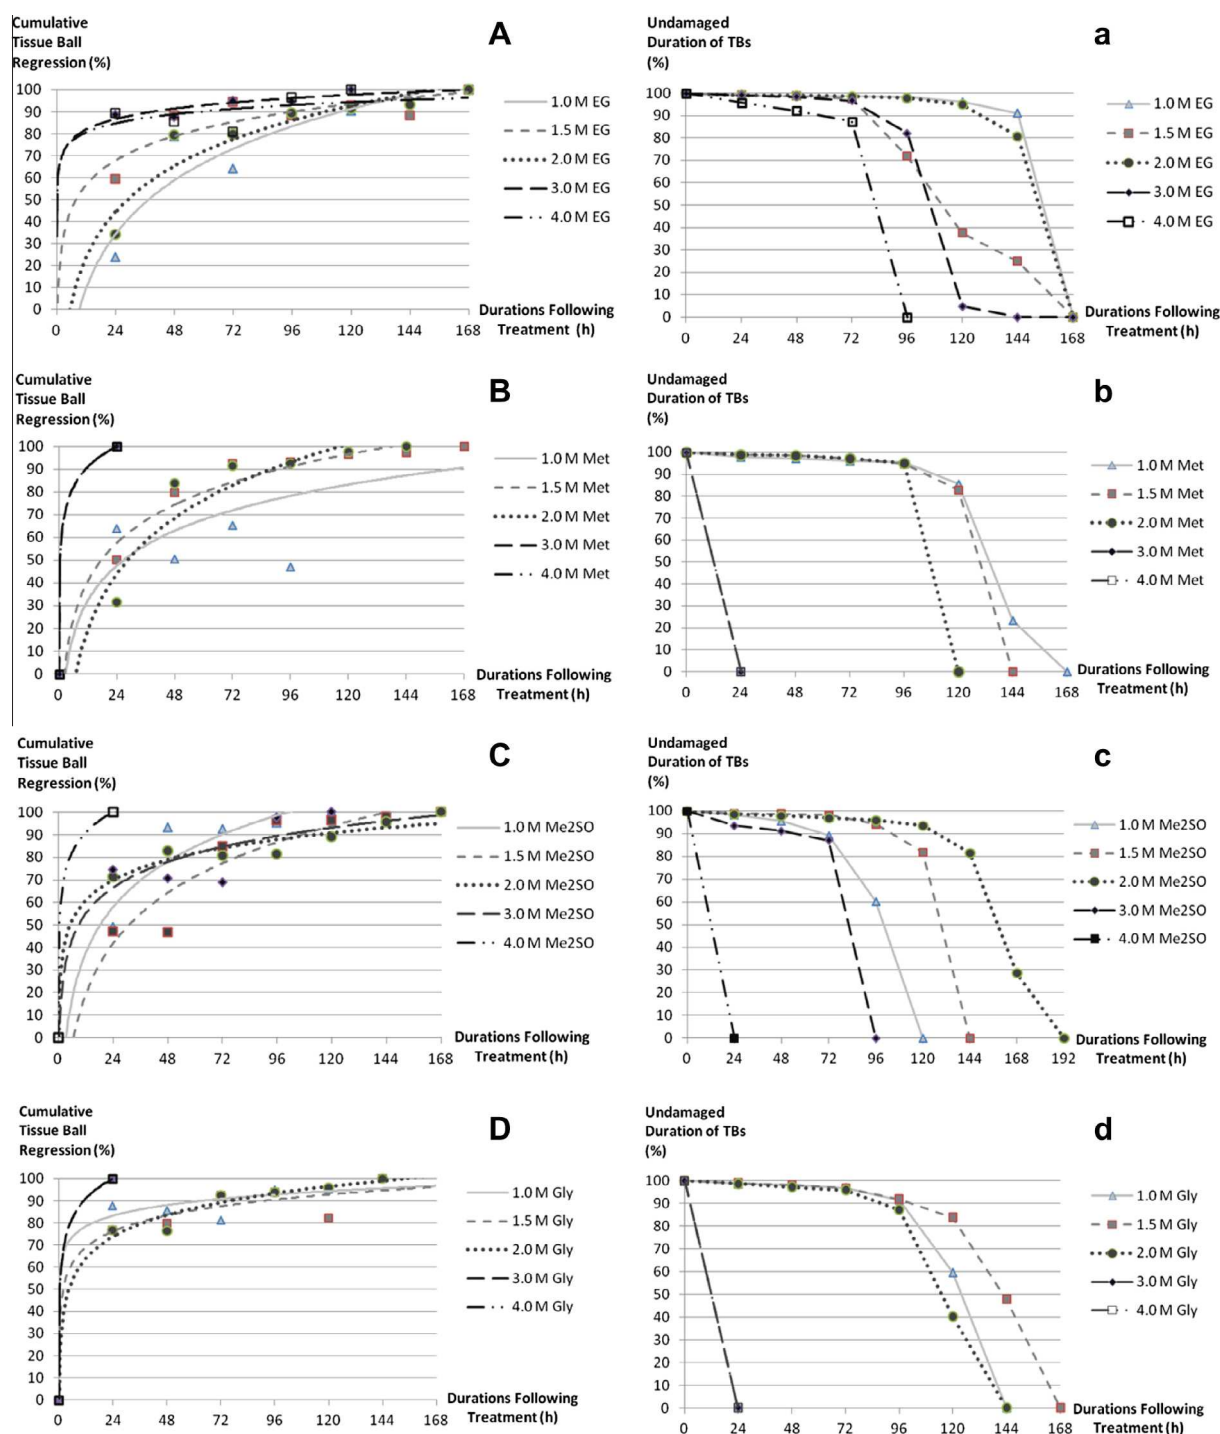 Cumulative
Tissue Ball
Regression (%)
A
100
90
80
70
60
50
40
30
20
10
0
0 24 48 72 96 120 144 168
Durations Following
Treatment (h)
1.0 M EG
1.5 M EG
2.0 M EG
3.0 M EG
4.0 M EG
Undamaged
Duration of TBs
(%)
a
100
90
80
70
60
50
40
30
20
10
0
0 24 48 72 96 120 144 168
Durations Following
Treatment (h)
1.0 M EG
1.5 M EG
2.0 M EG
3.0 M EG
4.0 M EG
Cumulative
Tissue Ball
Regression (%)
B
100
90
80
70
60
50
40
30
20
10
0
0 24 48 72 96 120 144 168
Durations Following
Treatment (h)
1.0 M Met
1.5 M Met
2.0 M Met
3.0 M Met
4.0 M Met
Undamaged
Duration of TBs
(%)
b
100
90
80
70
60
50
40
30
20
10
0
0 24 48 72 96 120 144 168
Durations Following
Treatment (h)
1.0 M Met
1.5 M Met
2.0 M Met
3.0 M Met
4.0 M Met
Cumulative
Tissue Ball
Regression (%)
C
100
90
80
70
60
50
40
30
20
10
0
0 24 48 72 96 120 144 168
Durations Following
Treatment (h)
1.0 M Me2SO
1.5 M Me2SO
2.0 M Me2SO
3.0 M Me2SO
4.0 M Me2SO
Undamaged
Duration of TBs
(%)
c
100
90
80
70
60
50
40
30
20
10
0
0 24 48 72 96 120 144 168 192
Durations Following
Treatment (h)
1.0 M Me2SO
1.5 M Me2SO
2.0 M Me2SO
3.0 M Me2SO
4.0 M Me2SO
Cumulative
Tissue Ball
Regression (%)
D
100
90
80
70
60
50
40
30
20
10
0
0 24 48 72 96 120 144 168
Durations Following
Treatment (h)
1.0 M Gly
1.5 M Gly
2.0 M Gly
3.0 M Gly
4.0 M Gly
Undamaged
Duration of TBs
(%)
d
100
90
80
70
60
50
40
30
20
10
0
0 24 48 72 96 120 144 168
Durations Following
Treatment (h)
1.0 M Gly
1.5 M Gly
2.0 M Gly
3.0 M Gly
4.0 M Gly